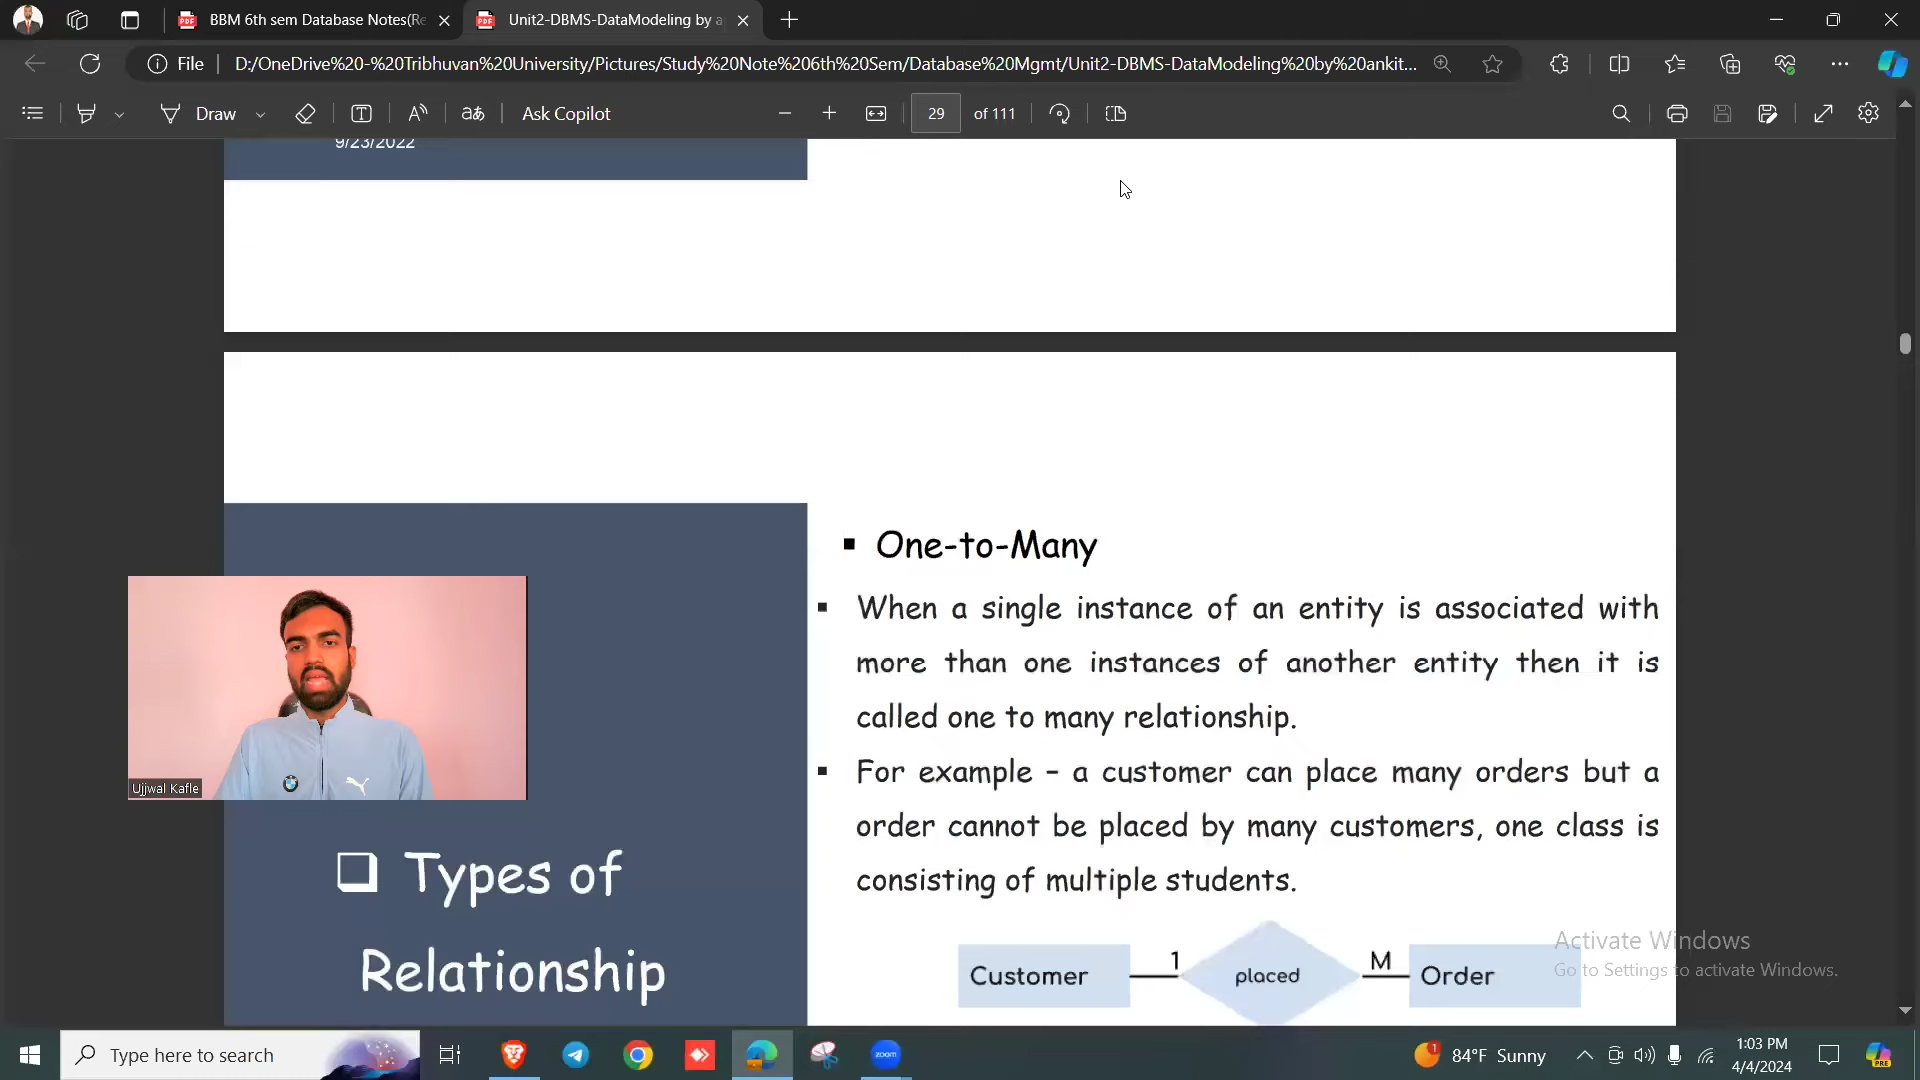 BBM 6th sem Database Notes(Re
Unit2-DBMS-DataModeling by a
File
D:/OneDrive%20-%20Tribhuvan%20University/Pictures/Study%20Note%206th%20Sem/Database%20Mgmt/Unit2-DBMS-DataModeling%20by%20ankit...
Draw
aあ
Ask Copilot
29
of 111
9/23/2022
▪ One-to-Many
▪ When a single instance of an entity is associated with
more than one instances of another entity then it is
called one to many relationship.
▪ For example – a customer can place many orders but a
order cannot be placed by many customers, one class is
consisting of multiple students.
Ujjwal Kafle
❑ Types of
Relationship
Customer
1
placed
M
Order
Activate Windows
Go to Settings to activate Windows.
Type here to search
zoom
1
84°F Sunny
1:03 PM
4/4/2024
PRE